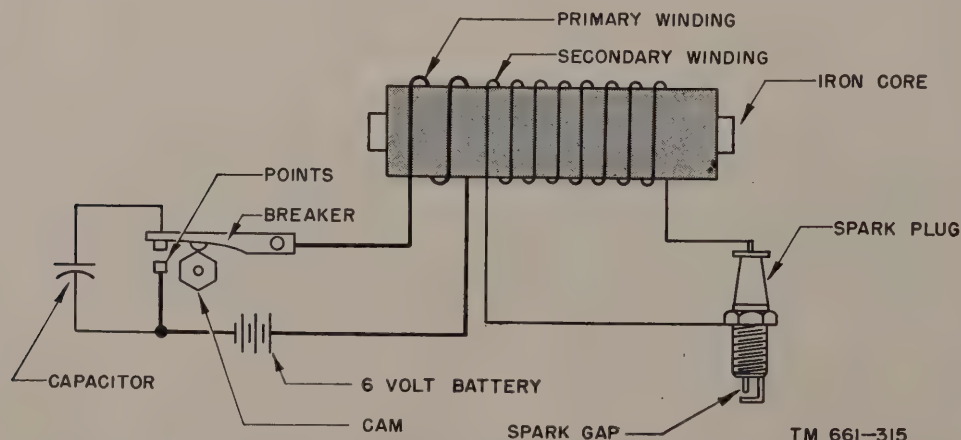 PRIMARY WINDING
SECONDARY WINDING
IRON CORE
POINTS
BREAKER
SPARK PLUG
CAPACITOR
6 VOLT BATTERY
CAM
SPARK GAP
TM 661-315